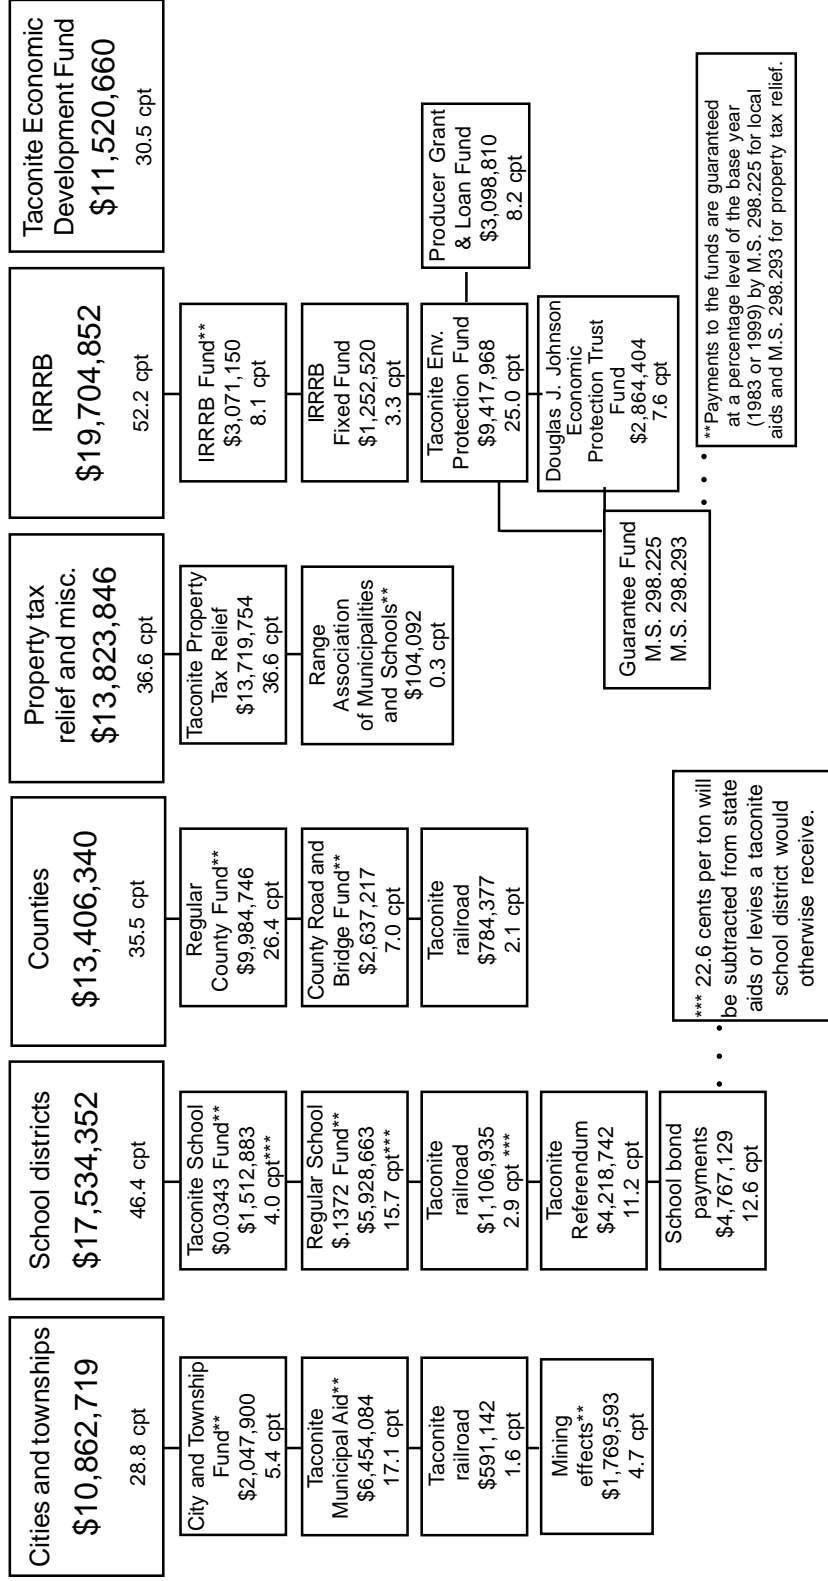 Cities and townships
$10,862,719
28.8 cpt
City and Township
Fund**
$2,047,900
5.4 cpt
Taconite
Municipal Aid**
$6,454,084
17.1 cpt
Taconite
railroad
$591,142
1.6 cpt
Mining
effects**
$1,769,593
4.7 cpt
School districts
$17,534,352
46.4 cpt
Taconite School
$0.0343 Fund**
$1,512,883
4.0 cpt***
Regular School
$.1372 Fund**
$5,928,663
15.7 cpt***
Taconite
railroad
$1,106,935
2.9 cpt ***
Taconite
Referendum
$4,218,742
11.2 cpt
School bond
payments
$4,767,129
12.6 cpt
*** 22.6 cents per ton will
be subtracted from state
aids or levies a taconite
school district would
otherwise receive.
Counties
$13,406,340
35.5 cpt
Regular
County Fund**
$9,984,746
26.4 cpt
County Road and
Bridge Fund**
$2,637,217
7.0 cpt
Taconite
railroad
$784,377
2.1 cpt
Property tax
relief and misc.
$13,823,846
36.6 cpt
Taconite Property
Tax Relief
$13,719,754
36.6 cpt
Range
Association
of Municipalities
and Schools**
$104,092
0.3 cpt
IRRRB
$19,704,852
52.2 cpt
IRRRB Fund**
$3,071,150
8.1 cpt
IRRRB
Fixed Fund
$1,252,520
3.3 cpt
Taconite Env.
Protection Fund
$9,417,968
25.0 cpt
Producer Grant
& Loan Fund
$3,098,810
8.2 cpt
Douglas J. Johnson
Economic
Protection Trust
Fund
$2,864,404
7.6 cpt
Guarantee Fund
M.S. 298.225
M.S. 298.293
**Payments to the funds are guaranteed
at a percentage level of the base year
(1983 or 1999) by M.S. 298.225 for local
aids and M.S. 298.293 for property tax relief.
Taconite Economic
Development Fund
$11,520,660
30.5 cpt